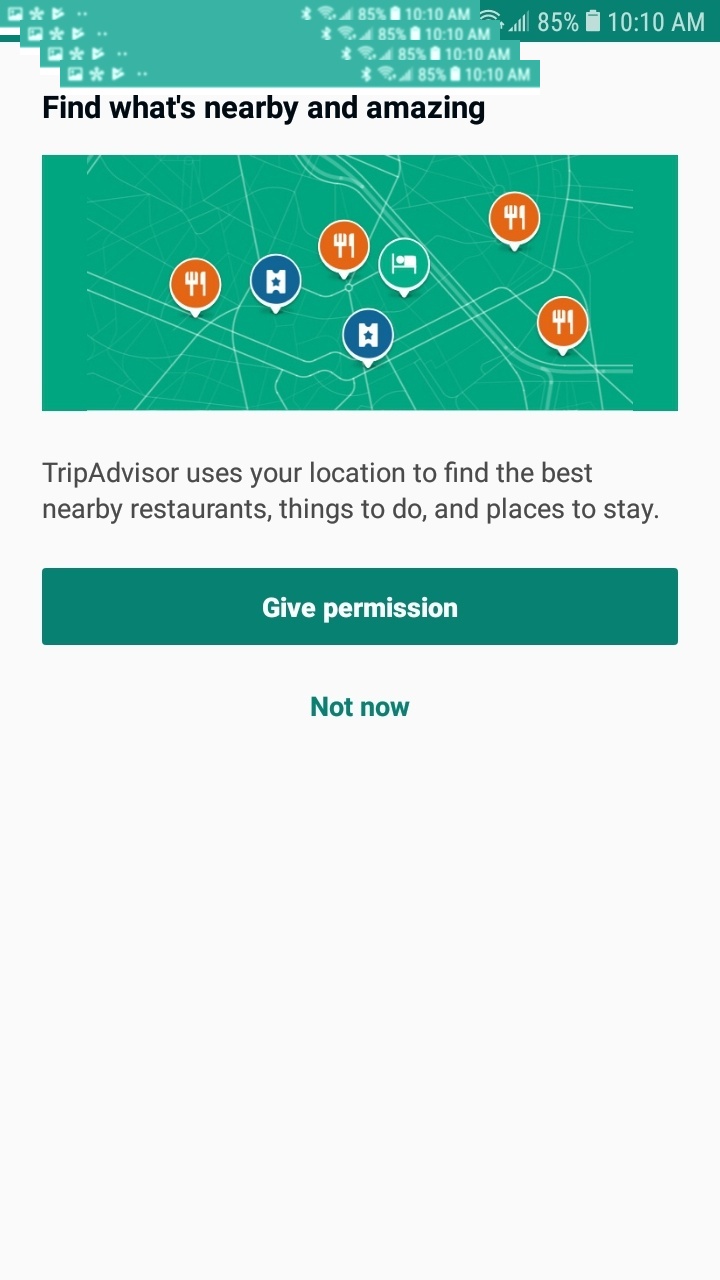 85% 10:10 AM
85% 10:10 AM
85% 10:10 AM
85% 10:10 AM
85% 10:10 AM
Find what's nearby and amazing
TripAdvisor uses your location to find the best
nearby restaurants, things to do, and places to stay.
Give permission
Not now